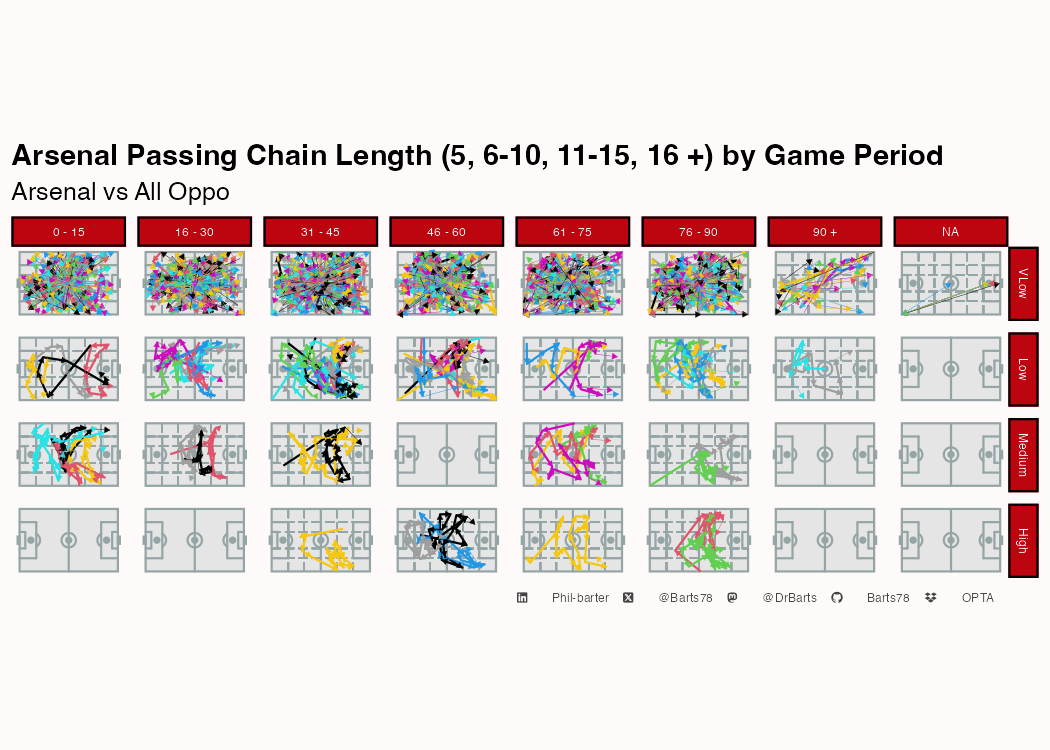 Arsenal Passing Chain Length (5, 6-10, 11-15, 16 +) by Game Period
Arsenal vs All Oppo
0 - 15 16 - 30 31 - 45 46 - 60 61 - 75 76 - 90 90 + NA
VLow
Low
Medium
High
Phil-barter @Barts78 @DrBarts Barts78 OPTA